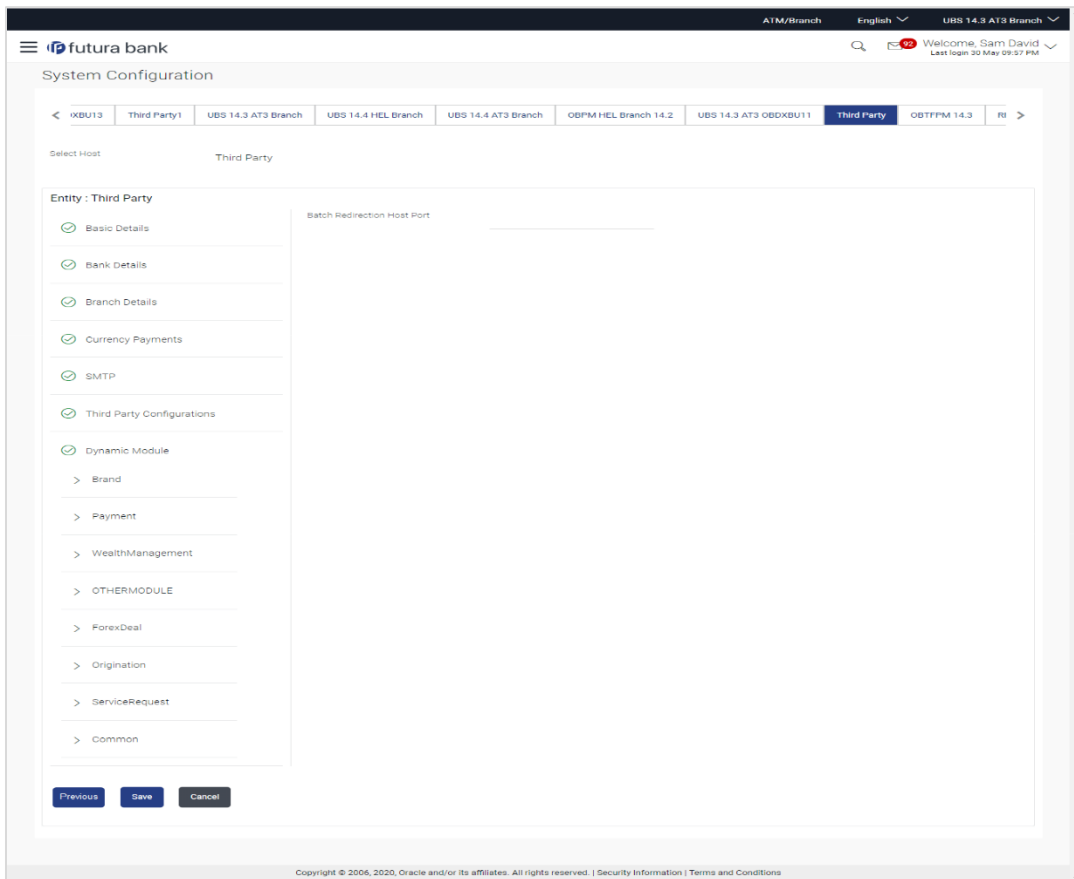 ATM/Branch English UBS 14.3 AT3 Branch
futura bank 92 Welcome, Sam David
Last login 30 May 09:57 PM
System Configuration
XBU13 Third Party1 UBS 14.3 AT3 Branch UBS 14.4 HEL Branch UBS 14.4 AT3 Branch OBPM HEL Branch 14.2 UBS 14.3 AT3 OBDXBU11 Third Party OBTFPM 14.3
Select Host Third Party
Entity : Third Party
Batch Redirection Host Port
Basic Details
Bank Details
Branch Details
Currency Payments
SMTP
Third Party Configurations
Dynamic Module
Brand
Payment
WealthManagement
OTHERMODULE
ForexDeal
Origination
ServiceRequest
Common
Previous Save Cancel
Copyright © 2006, 2020, Oracle and/or its affiliates. All rights reserved. | Security Information | Terms and Conditions